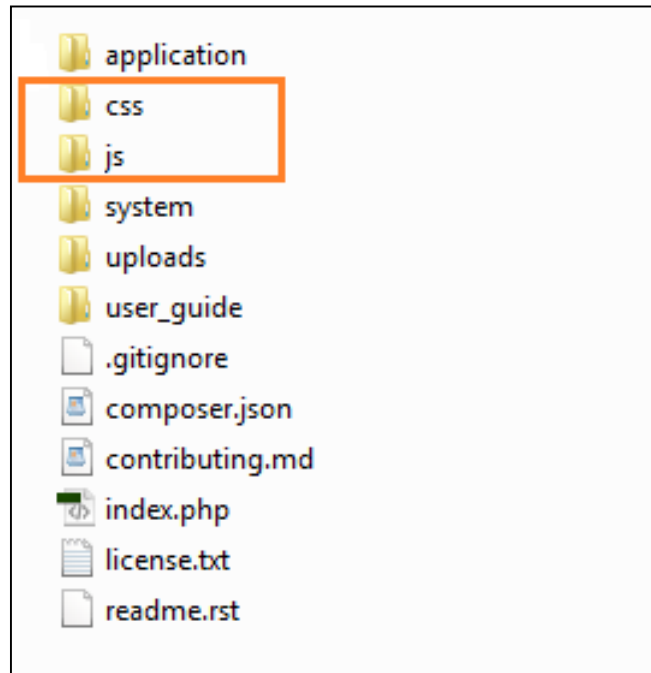 application
css
js
system
uploads
user_guide
.gitignore
composer.json
contributing.md
index.php
license.txt
readme.rst